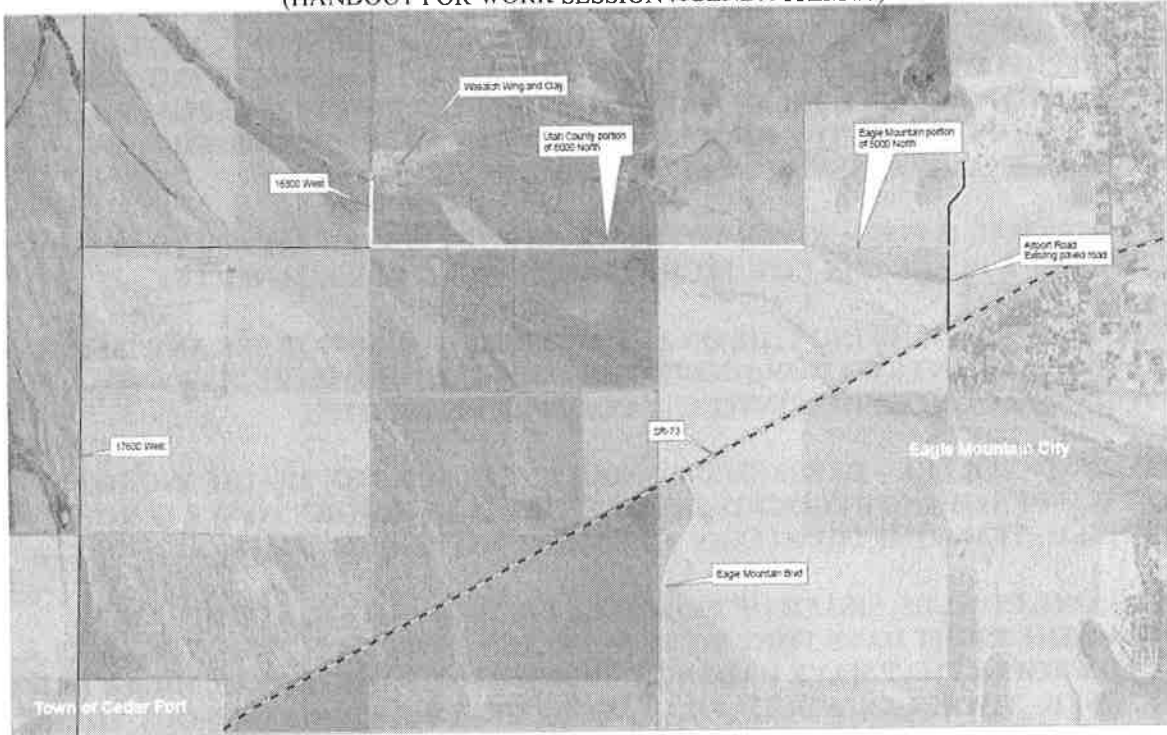 (HANDOUT FOR WORK SESSION AGENDA ITEM
Wasatch Wing and Clay
Utah County portion
of 6000 North
Eagle Mountain portion
of 5000 North
16300 West
Airport Road
Existing paved road
17600 West
SR-73
Eagle Mountain City
Eagle Mountain Blvd
Town of Cedar Fort